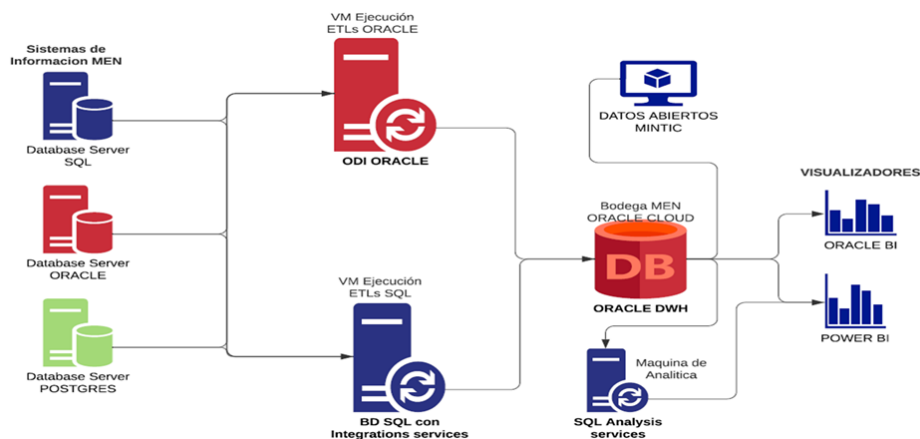 Sistemas de
Informacion MEN
Database Server
SQL
Database Server
ORACLE
Database Server
POSTGRES
VM Ejecución
ETLs ORACLE
ODI ORACLE
VM Ejecución
ETLs SQL
BD SQL con
Integrations services
DATOS ABIERTOS
MINTIC
Bodega MEN
ORACLE CLOUD
DB
ORACLE DWH
Maquina de
Analitica
SQL Analysis
services
VISUALIZADORES
ORACLE BI
POWER BI